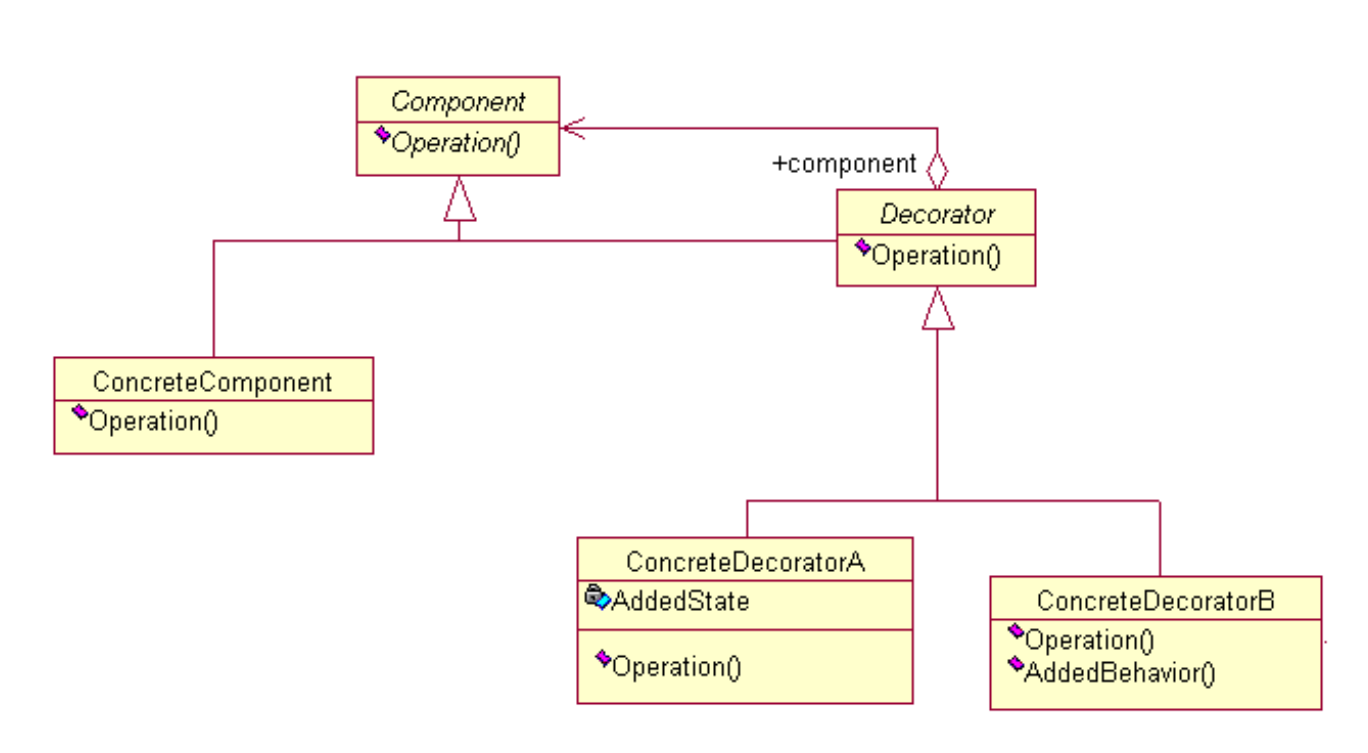 Component
Operation()
+component
Decorator
Operation()
ConcreteComponent
Operation()
ConcreteDecoratorA
AddedState
Operation()
ConcreteDecoratorB
Operation()
AddedBehavior()